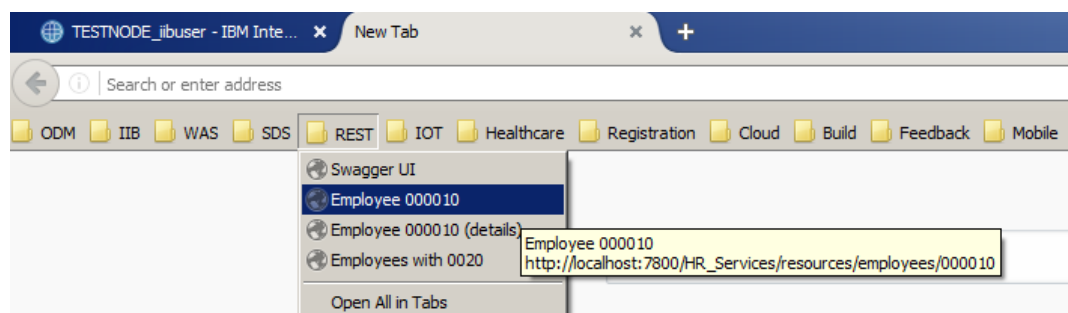 TESTNODE_iibuser - IBM Inte... New Tab
Search or enter address
ODM IIB WAS SDS REST IOT Healthcare Registration Cloud Build Feedback Mobile
Swagger UI
Employee 000010
Employee 000010 (details)
Employee 000010
Employees with 0020
http://localhost:7800/HR_Services/resources/employees/000010
Open All in Tabs